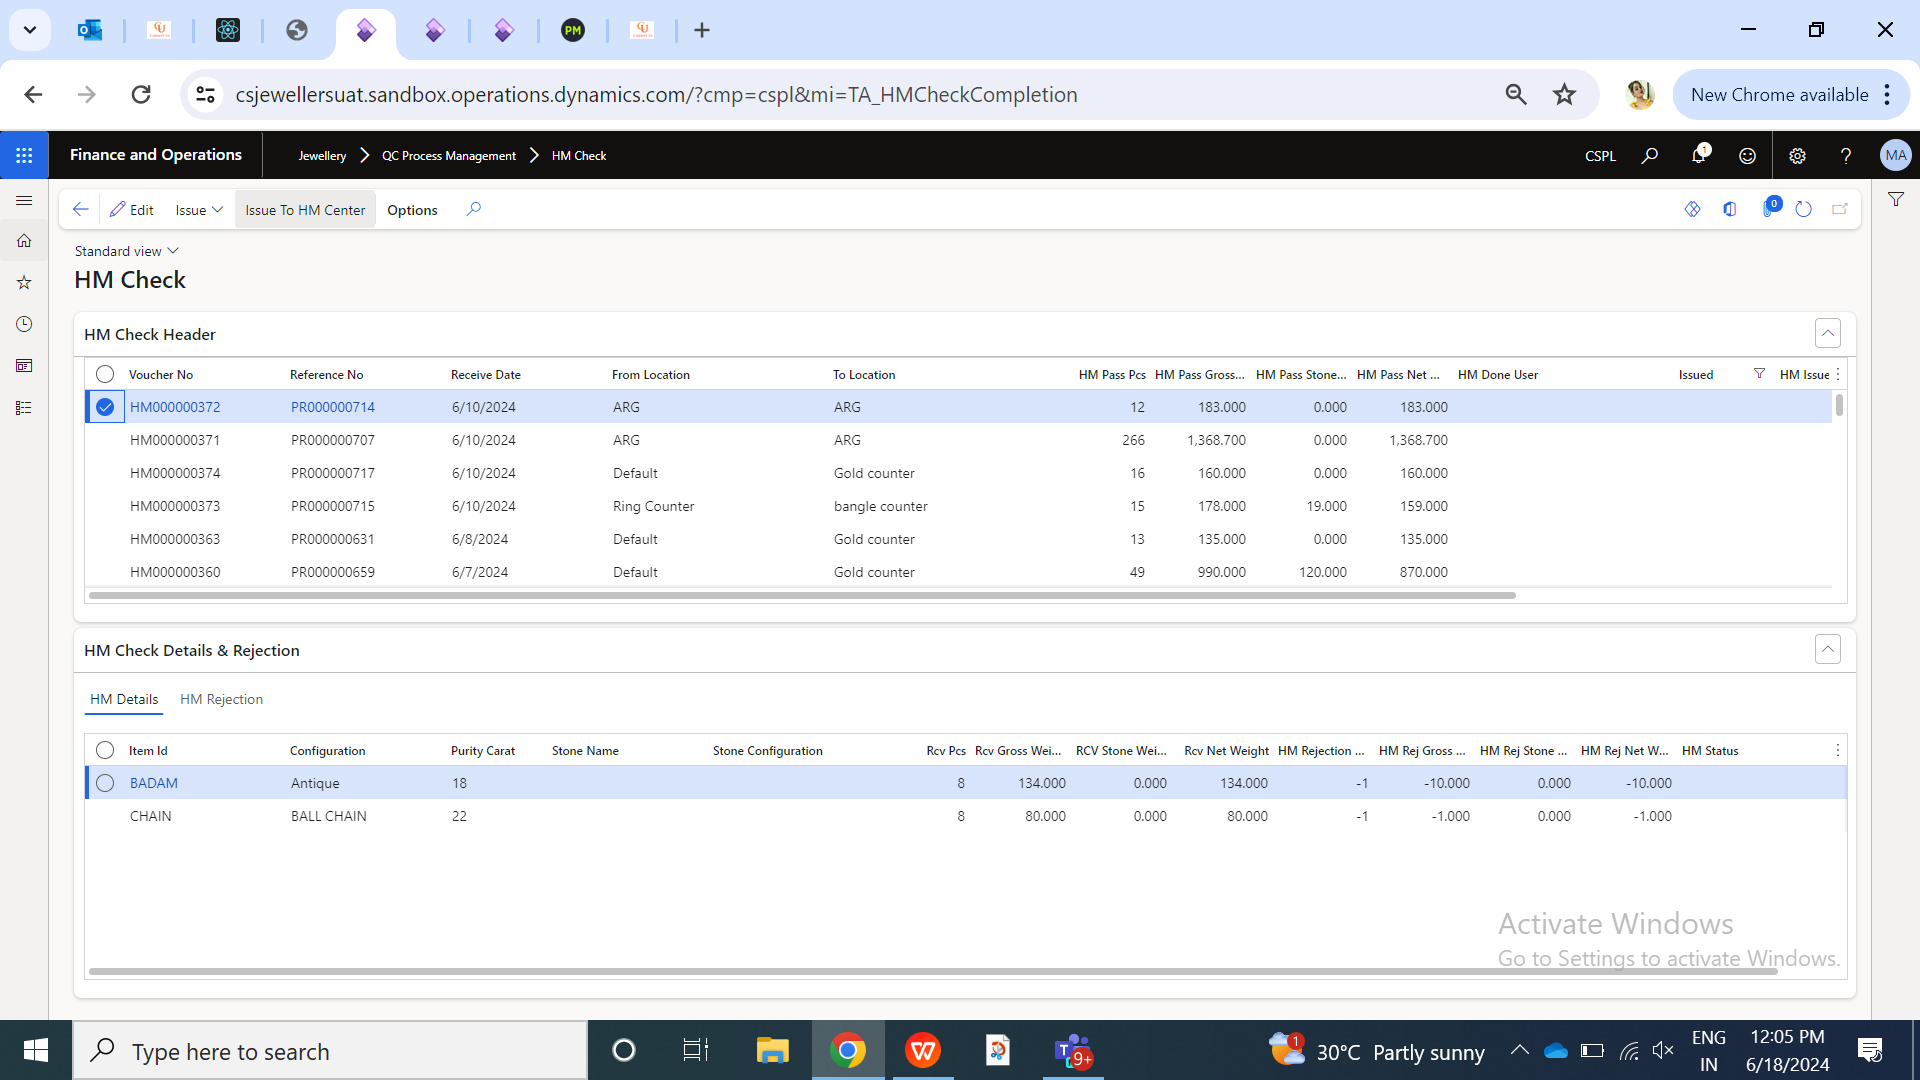 PM
csjewellersuat.sandbox.operations.dynamics.com/?cmp=cspl&mi=TA_HMCheckCompletion
New Chrome available
Finance and Operations
Jewellery > QC Process Management > HM Check
CSPL
1
?
MA
Edit
Issue
Issue To HM Center
Options
0
Standard view
HM Check
HM Check Header
Voucher No Reference No Receive Date From Location To Location HM Pass Pcs HM Pass Gross... HM Pass Stone... HM Pass Net ... HM Done User Issued HM Issue
HM000000372 PR000000714 6/10/2024 ARG ARG 12 183.000 0.000 183.000
HM000000371 PR000000707 6/10/2024 ARG ARG 266 1,368.700 0.000 1,368.700
HM000000374 PR000000717 6/10/2024 Default Gold counter 16 160.000 0.000 160.000
HM000000373 PR000000715 6/10/2024 Ring Counter bangle counter 15 178.000 19.000 159.000
HM000000363 PR000000631 6/8/2024 Default Gold counter 13 135.000 0.000 135.000
HM000000360 PR000000659 6/7/2024 Default Gold counter 49 990.000 120.000 870.000
HM Check Details & Rejection
HM Details HM Rejection
Item Id Configuration Purity Carat Stone Name Stone Configuration Rcv Pcs Rcv Gross Wei... RCV Stone Wei... Rcv Net Weight HM Rejection ... HM Rej Gross ... HM Rej Stone ... HM Rej Net W... HM Status
BADAM Antique 18 8 134.000 0.000 134.000 -1 -10.000 0.000 -10.000
CHAIN BALL CHAIN 22 8 80.000 0.000 80.000 -1 -1.000 0.000 -1.000
Activate Windows
Go to Settings to activate Windows.
Type here to search
W
T
9+
1
30°C Partly sunny
ENG
IN
12:05 PM
6/18/2024